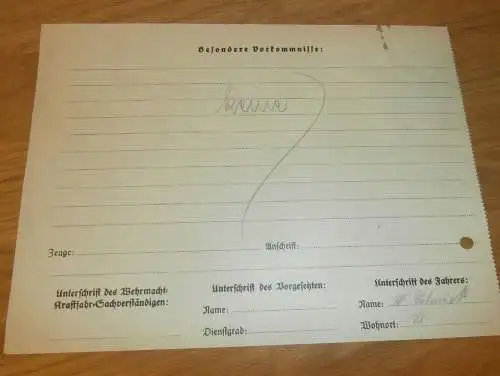 Besondere Vorkommnisse:
keine
Zeuge: Anschrift:
Unterschrift des Wehrmacht-
Kraftfahr-Sachverständigen:
Unterschrift des Vorgesetzten:
Name:
Dienstgrad:
Unterschrift des Fahrers:
Name:
Wohnort: